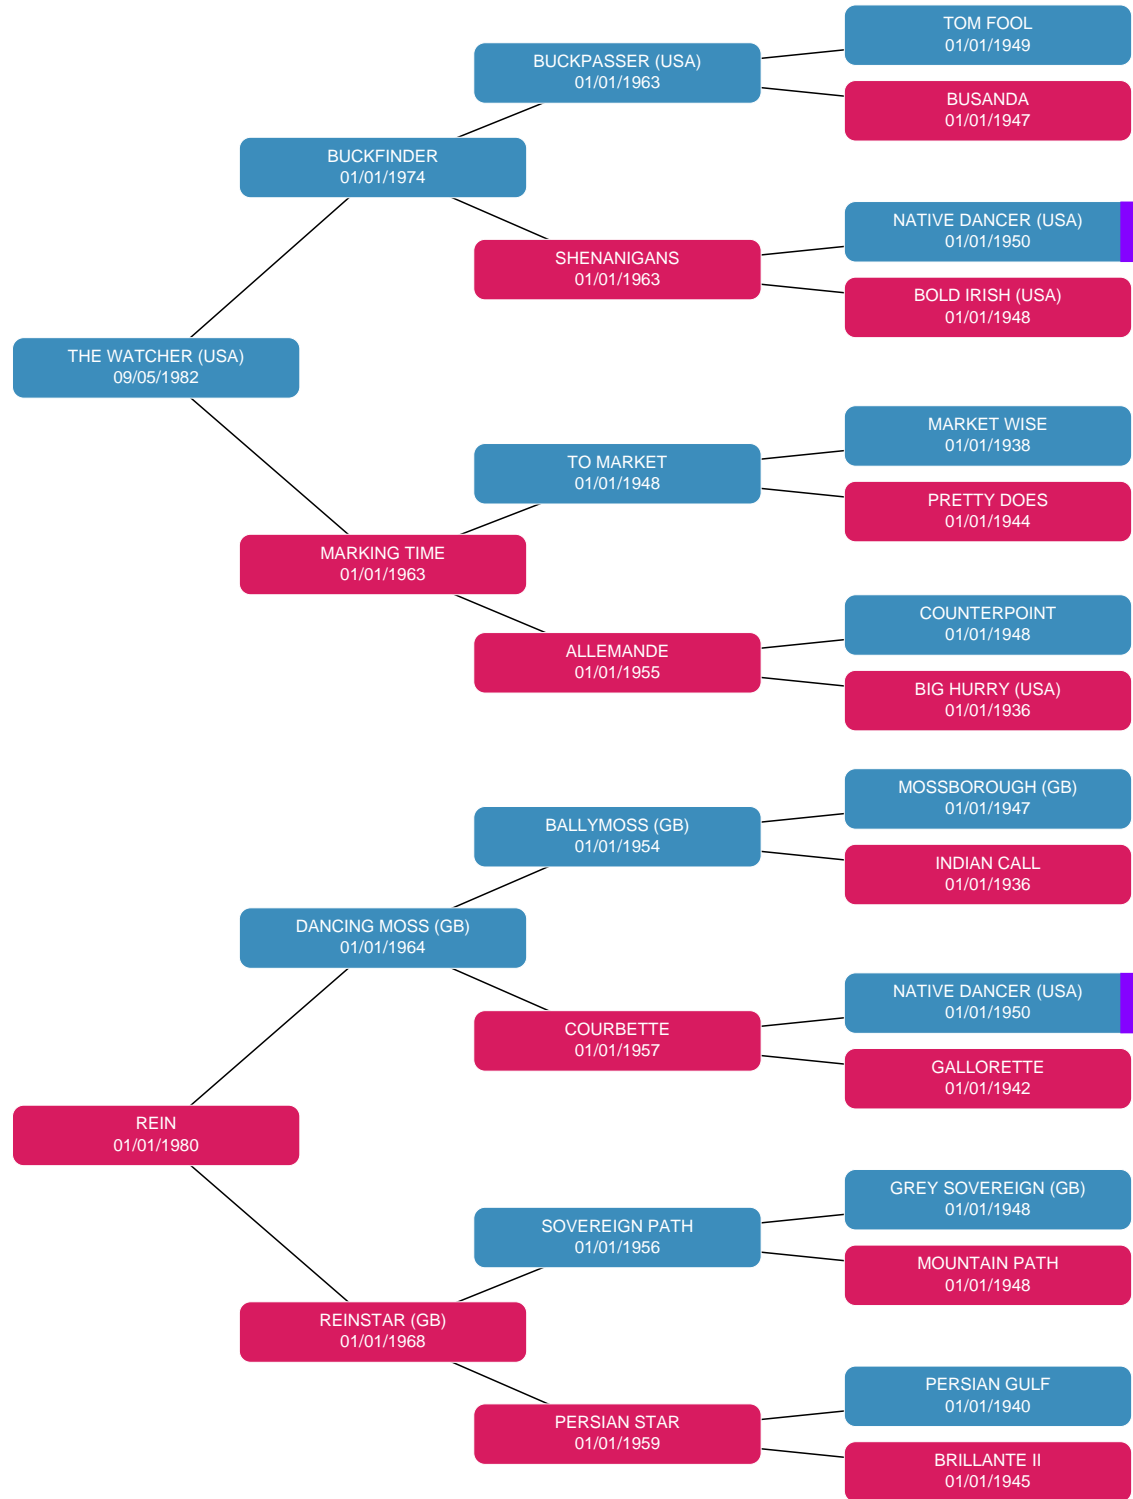 TOM FOOL
01/01/1949
BUCKPASSER (USA)
01/01/1963
BUSANDA
01/01/1947
BUCKFINDER
01/01/1974
NATIVE DANCER (USA)
01/01/1950
SHENANIGANS
01/01/1963
BOLD IRISH (USA)
01/01/1948
THE WATCHER (USA)
09/05/1982
MARKET WISE
01/01/1938
TO MARKET
01/01/1948
PRETTY DOES
01/01/1944
MARKING TIME
01/01/1963
COUNTERPOINT
01/01/1948
ALLEMANDE
01/01/1955
BIG HURRY (USA)
01/01/1936
MOSSBOROUGH (GB)
01/01/1947
BALLYMOSS (GB)
01/01/1954
INDIAN CALL
01/01/1936
DANCING MOSS (GB)
01/01/1964
NATIVE DANCER (USA)
01/01/1950
COURBETTE
01/01/1957
GALLORETTE
01/01/1942
REIN
01/01/1980
GREY SOVEREIGN (GB)
01/01/1948
SOVEREIGN PATH
01/01/1956
MOUNTAIN PATH
01/01/1948
REINSTAR (GB)
01/01/1968
PERSIAN GULF
01/01/1940
PERSIAN STAR
01/01/1959
BRILLANTE II
01/01/1945